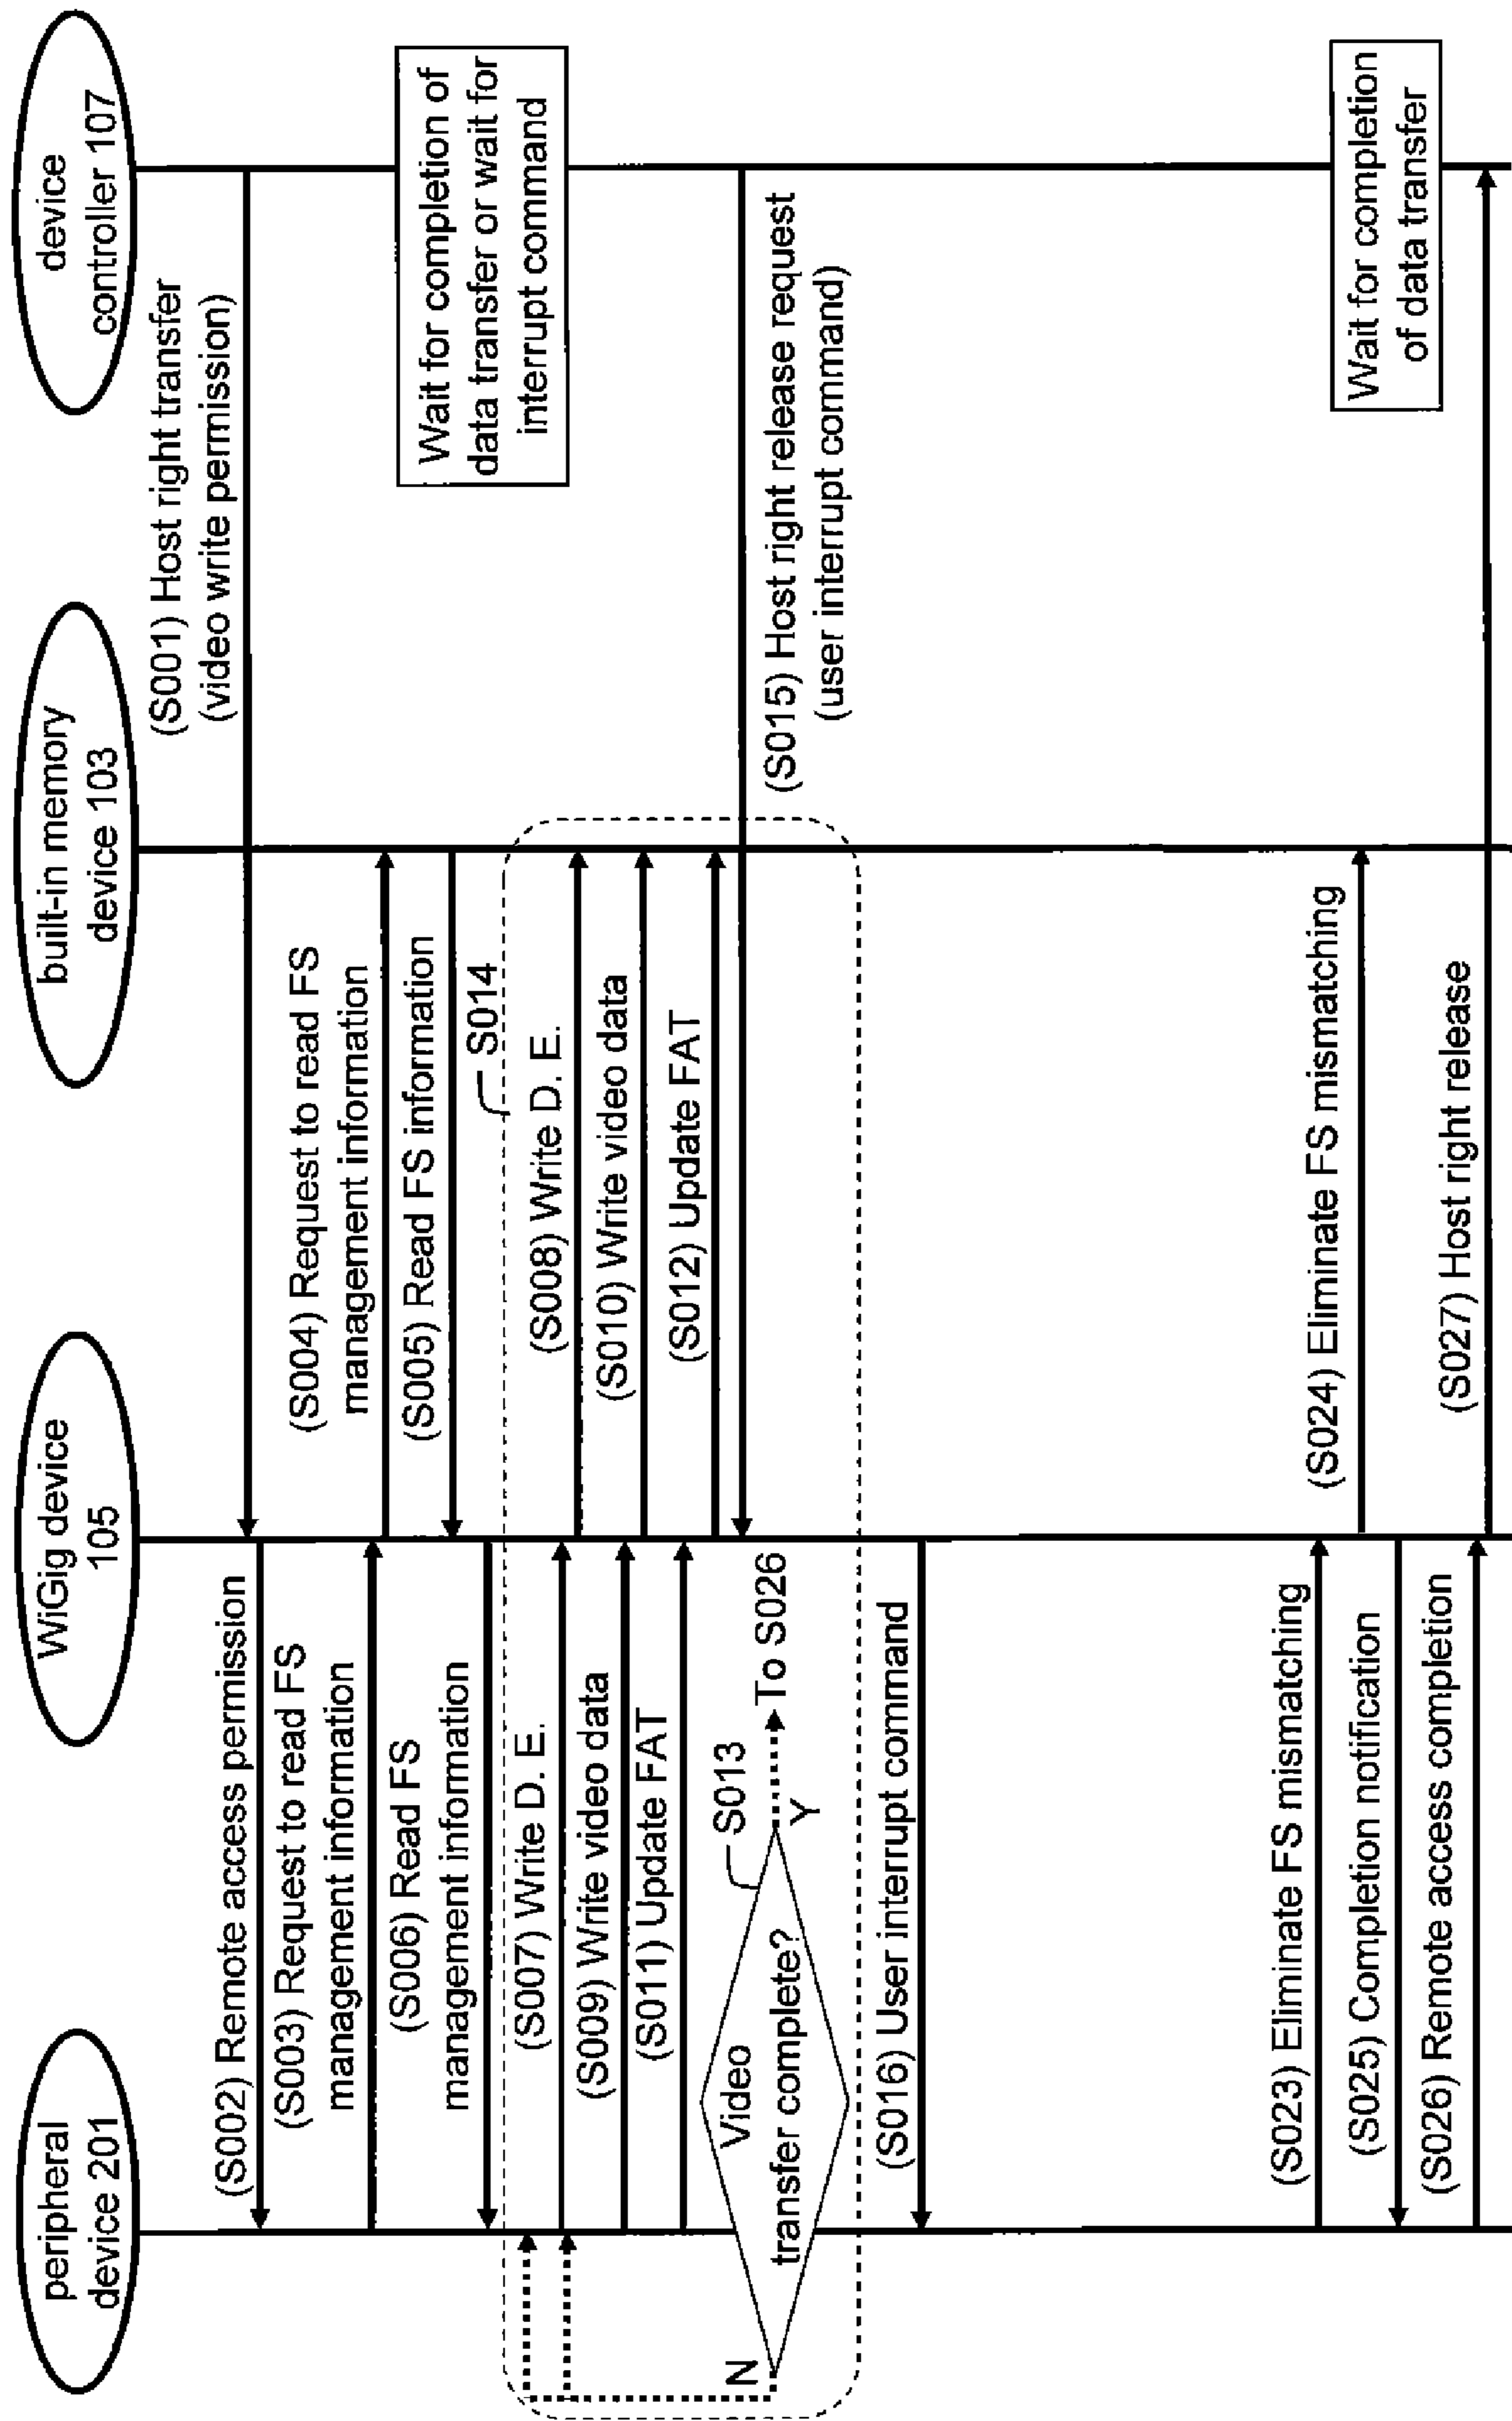 peripheral
device 201
WiGig device
105
built-in memory
device 103
device
controller 107
(S001) Host right transfer
(video write permission)
(S002) Remote access permission
(S003) Request to read FS
management information
(S004) Request to read FS
management information
(S005) Read FS information
(S006) Read FS
management information
Wait for completion of
data transfer or wait for
interrupt command
S014
(S007) Write D. E.
(S008) Write D. E.
(S009) Write video data
(S010) Write video data
(S011) Update FAT
(S012) Update FAT
S013
Video
transfer complete?
N
Y
To S026
(S015) Host right release request
(user interrupt command)
(S016) User interrupt command
(S023) Eliminate FS mismatching
(S024) Eliminate FS mismatching
(S025) Completion notification
(S026) Remote access completion
Wait for completion
of data transfer
(S027) Host right release